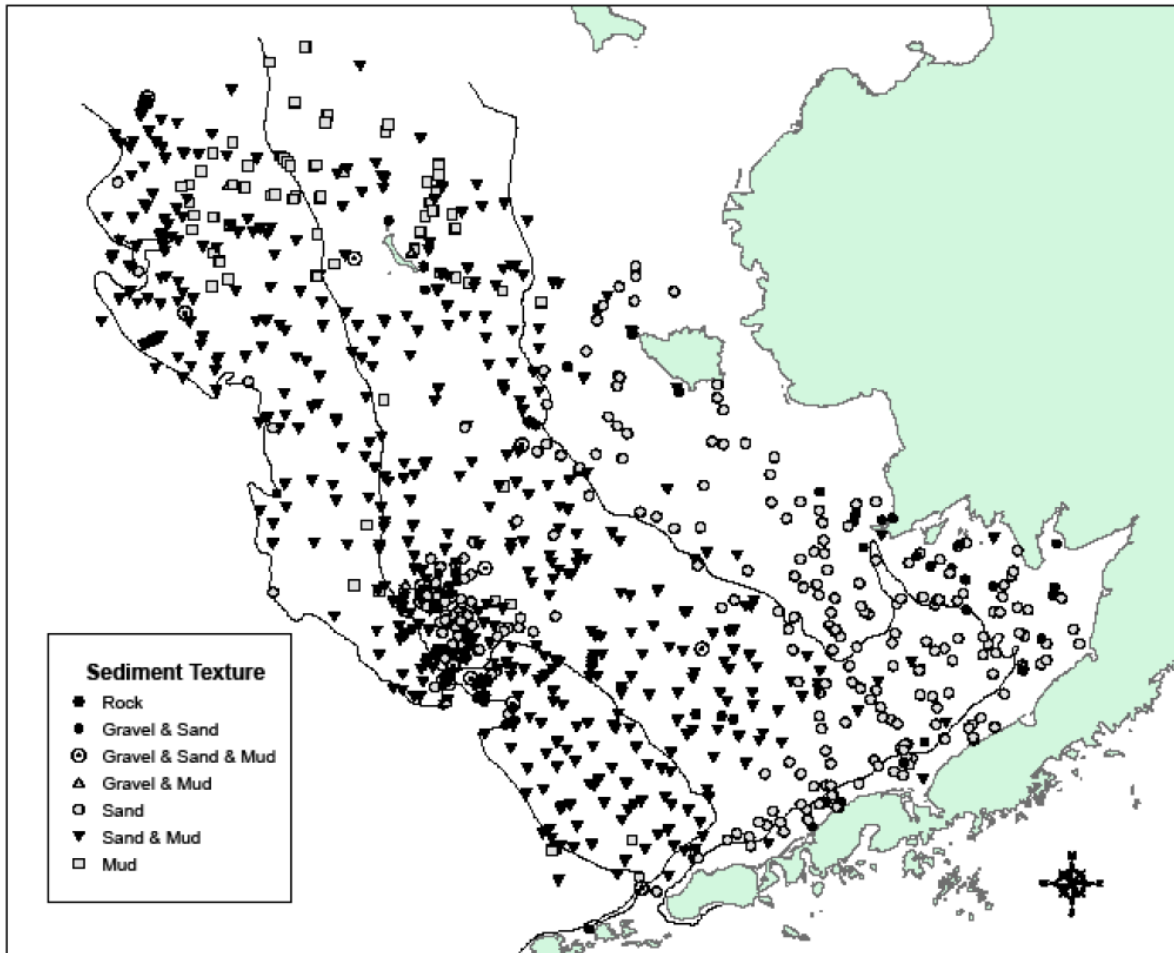 Sediment Texture
Rock
Gravel & Sand
Gravel & Sand & Mud
Gravel & Mud
Sand
Sand & Mud
Mud